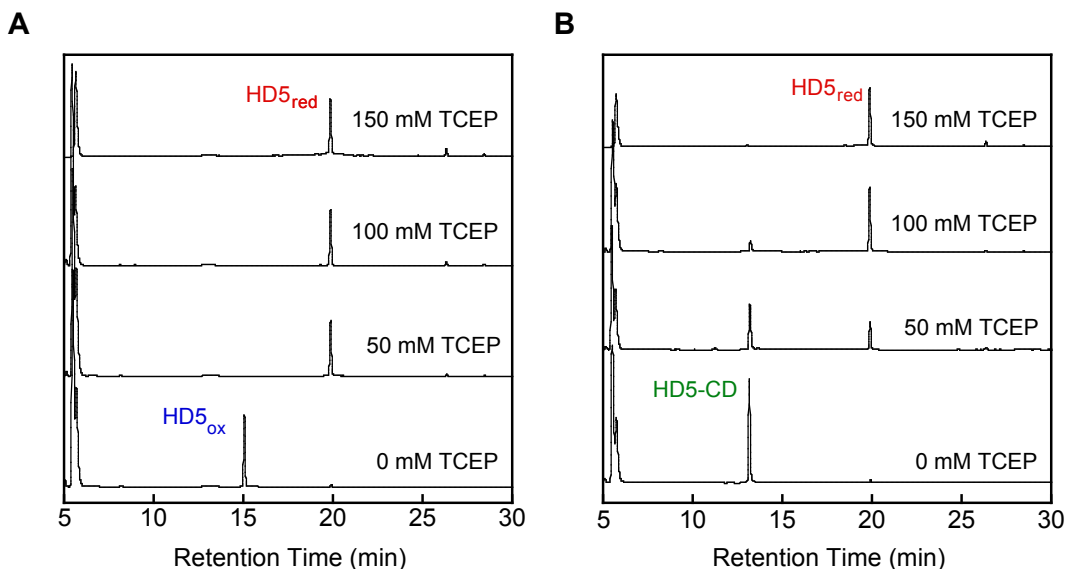 A
HD5red
150 mM TCEP
100 mM TCEP
50 mM TCEP
HD5ox
0 mM TCEP
5 10 15 20 25 30
Retention Time (min)
B
HD5red
150 mM TCEP
100 mM TCEP
50 mM TCEP
HD5-CD
0 mM TCEP
5 10 15 20 25 30
Retention Time (min)